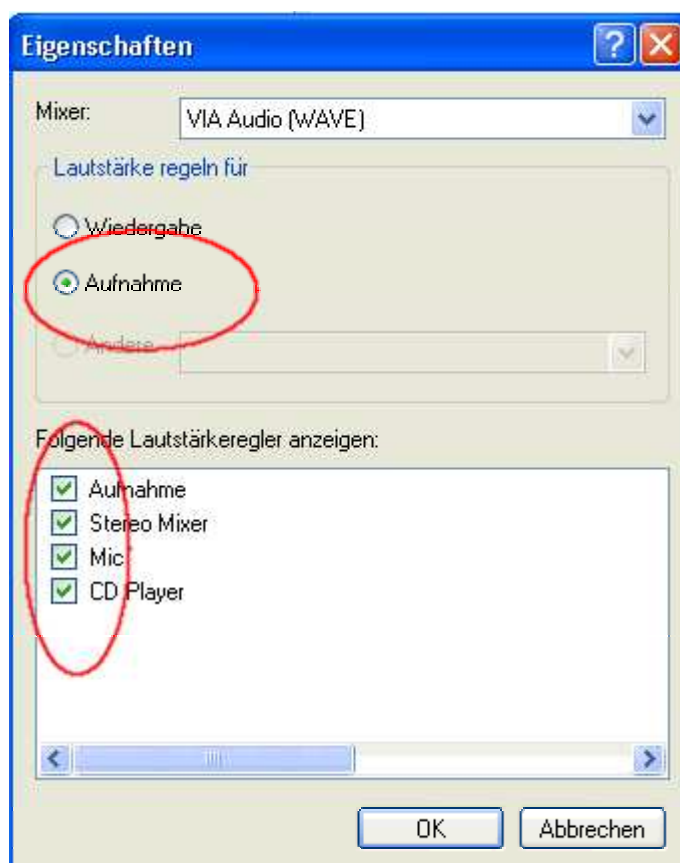 Eigenschaften
Mixer: VIA Audio (WAVE)
Lautstärke regeln für
Wiedergabe
Aufnahme
Andere
Folgende Lautstärkeregler anzeigen:
Aufnahme
Stereo Mixer
Mic
CD Player
OK Abbrechen